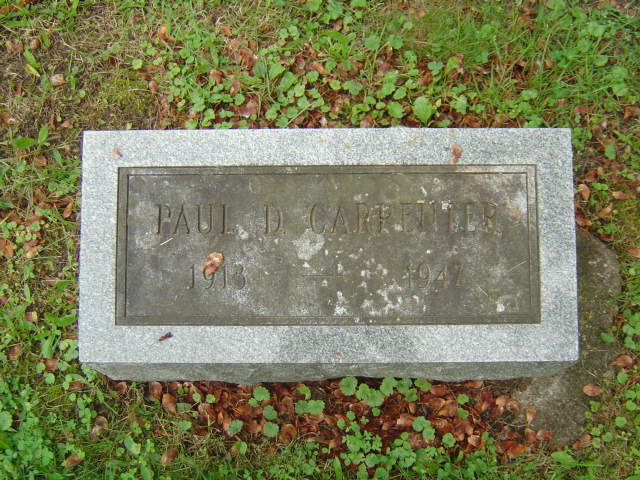 PAUL D. CARPENTER
1913 — 1947